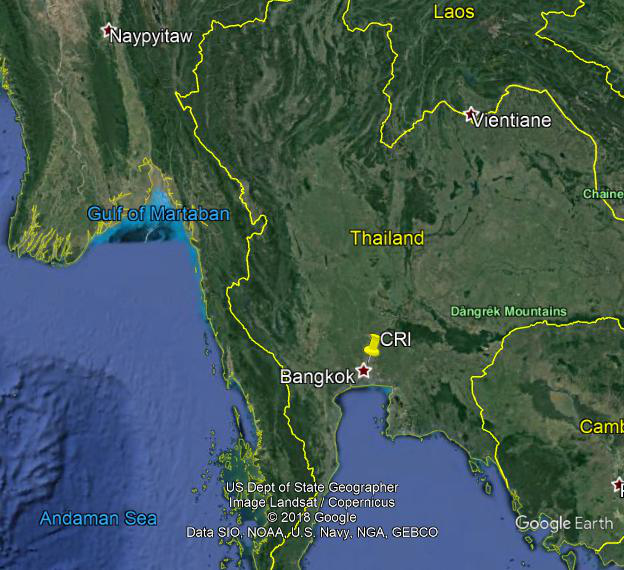 Laos
Naypyitaw
Vientiane
Chaîne
Gulf of Martaban
Thailand
Dângrêk Mountains
CRI
Bangkok
Camb
US Dept of State Geographer
Image Landsat / Copernicus
© 2018 Google
Data SIO, NOAA, U.S. Navy, NGA, GEBCO
Andaman Sea
Google Earth